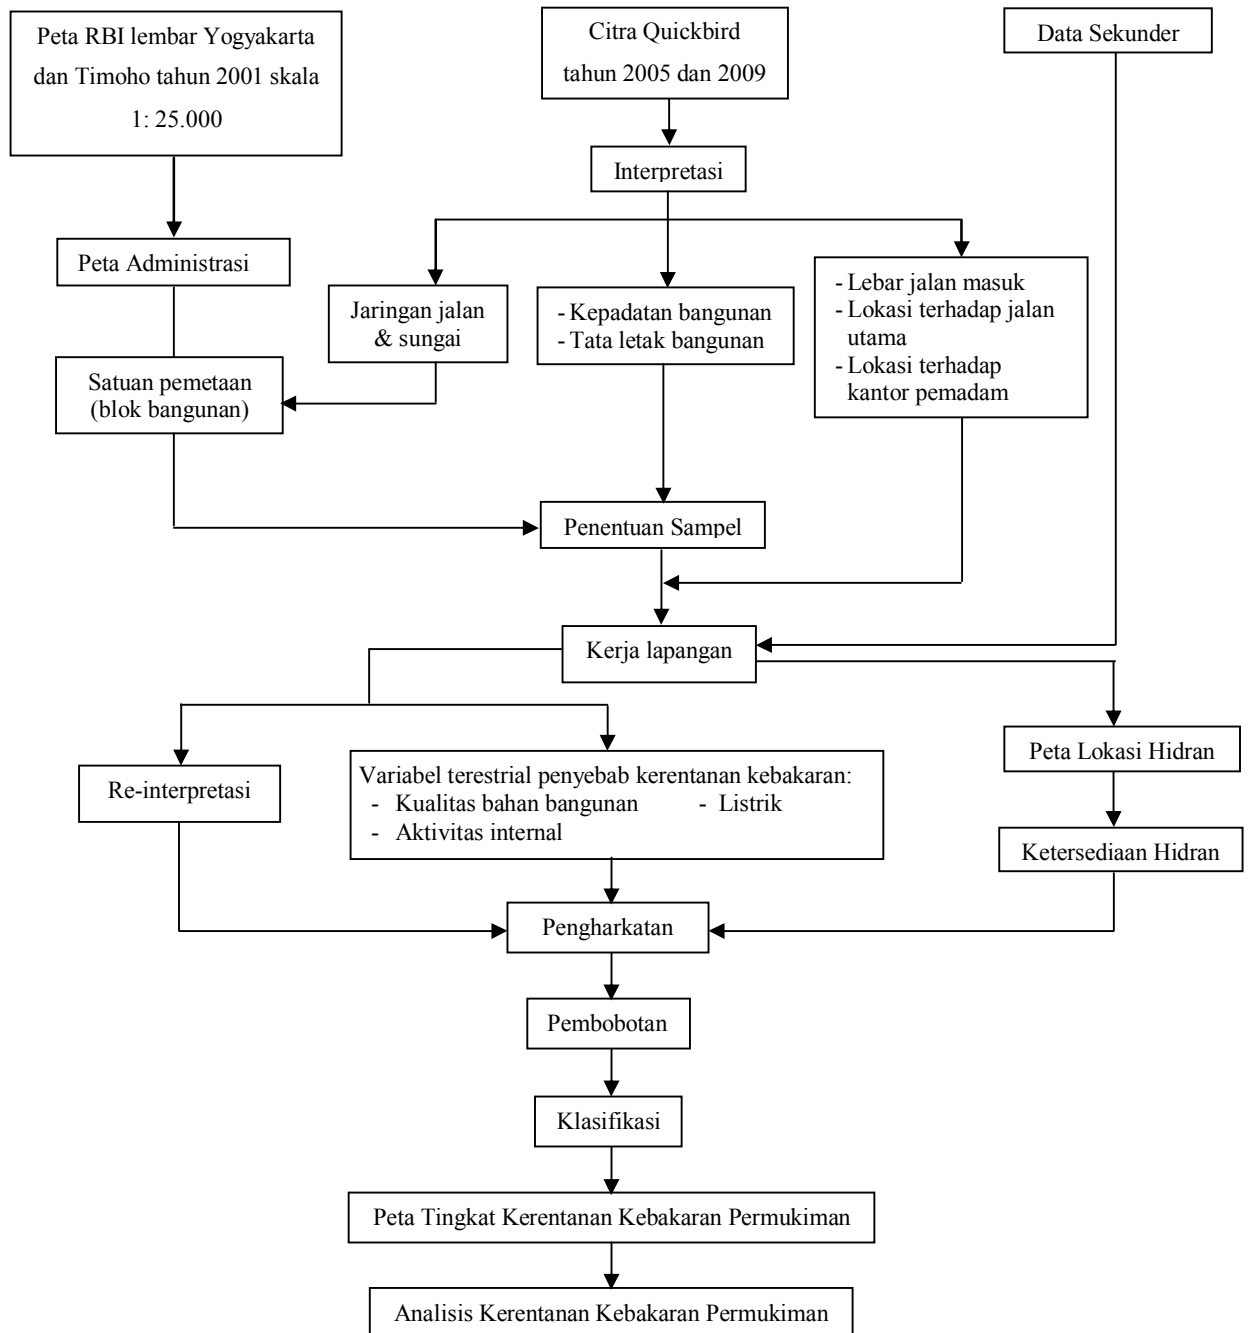 Peta RBI lembar Yogyakarta
dan Timoho tahun 2001 skala
1: 25.000
Citra Quickbird
tahun 2005 dan 2009
Data Sekunder
Interpretasi
Peta Administrasi
Jaringan jalan
& sungai
- Kepadatan bangunan
- Tata letak bangunan
- Lebar jalan masuk
- Lokasi terhadap jalan
utama
- Lokasi terhadap
kantor pemadam
Satuan pemetaan
(blok bangunan)
Penentuan Sampel
Kerja lapangan
Re-interpretasi
Variabel terestrial penyebab kerentanan kebakaran:
- Kualitas bahan bangunan - Listrik
- Aktivitas internal
Peta Lokasi Hidran
Ketersediaan Hidran
Pengharkatan
Pembobotan
Klasifikasi
Peta Tingkat Kerentanan Kebakaran Permukiman
Analisis Kerentanan Kebakaran Permukiman